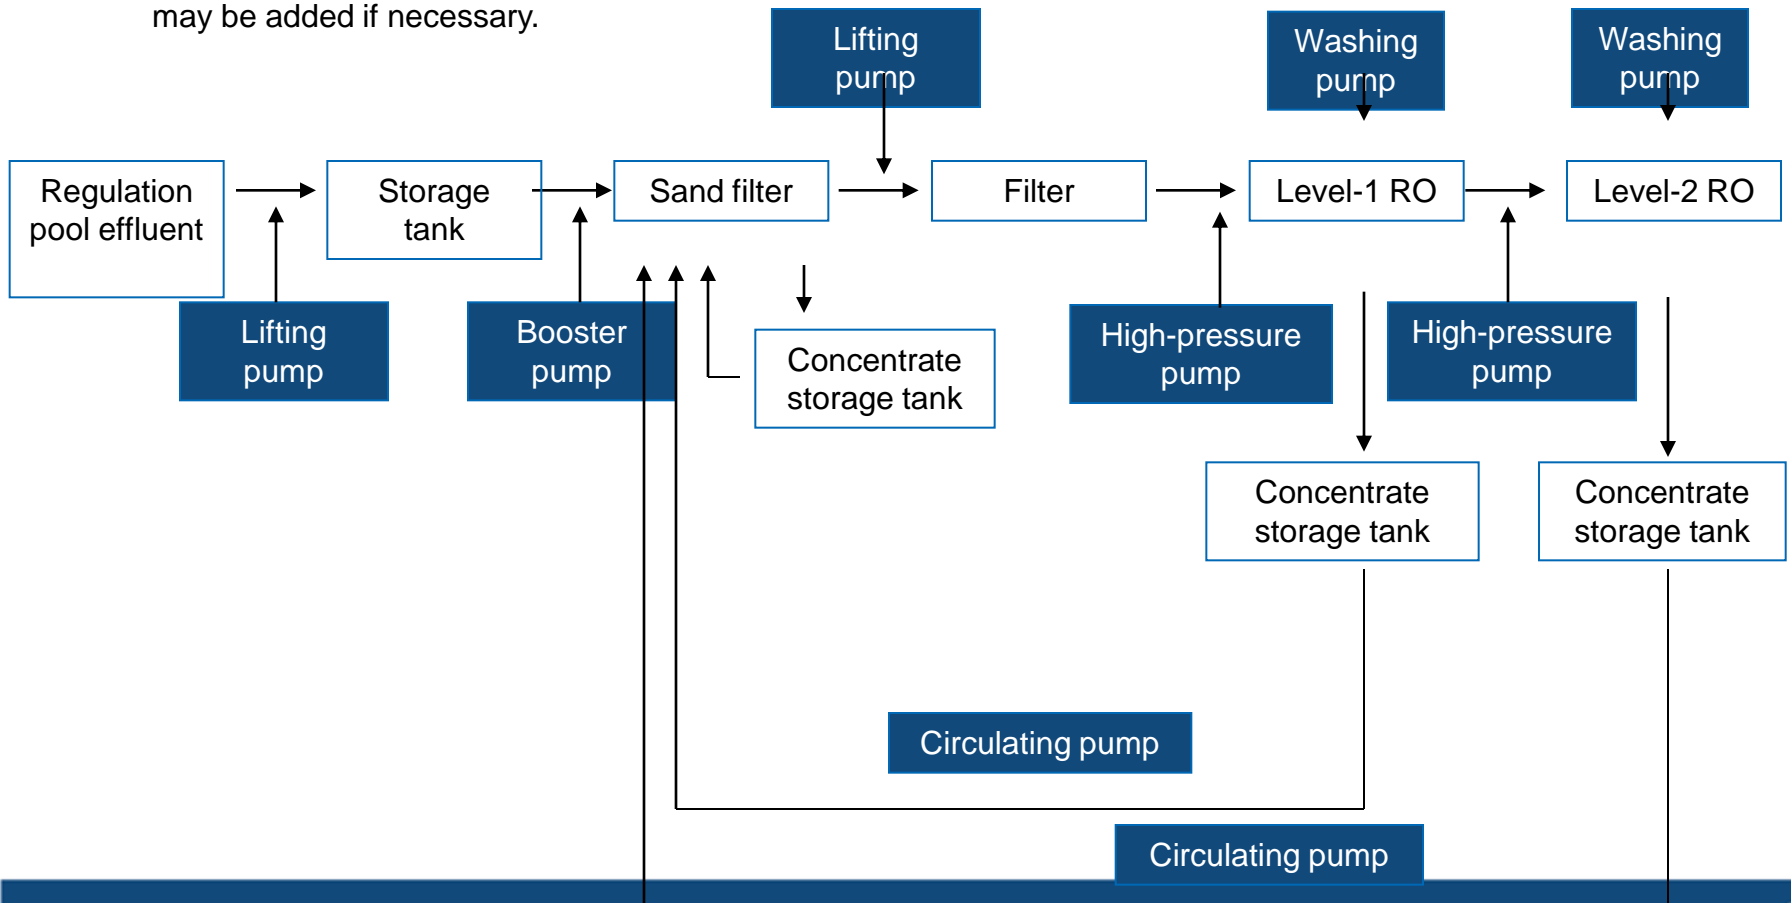 may be added if necessary.
Lifting
pump
Washing
pump
Washing
pump
Regulation
pool effluent
Storage
tank
Sand filter
Filter
Level-1 RO
Level-2 RO
Lifting
pump
Booster
pump
Concentrate
storage tank
High-pressure
pump
High-pressure
pump
Concentrate
storage tank
Concentrate
storage tank
Circulating pump
Circulating pump